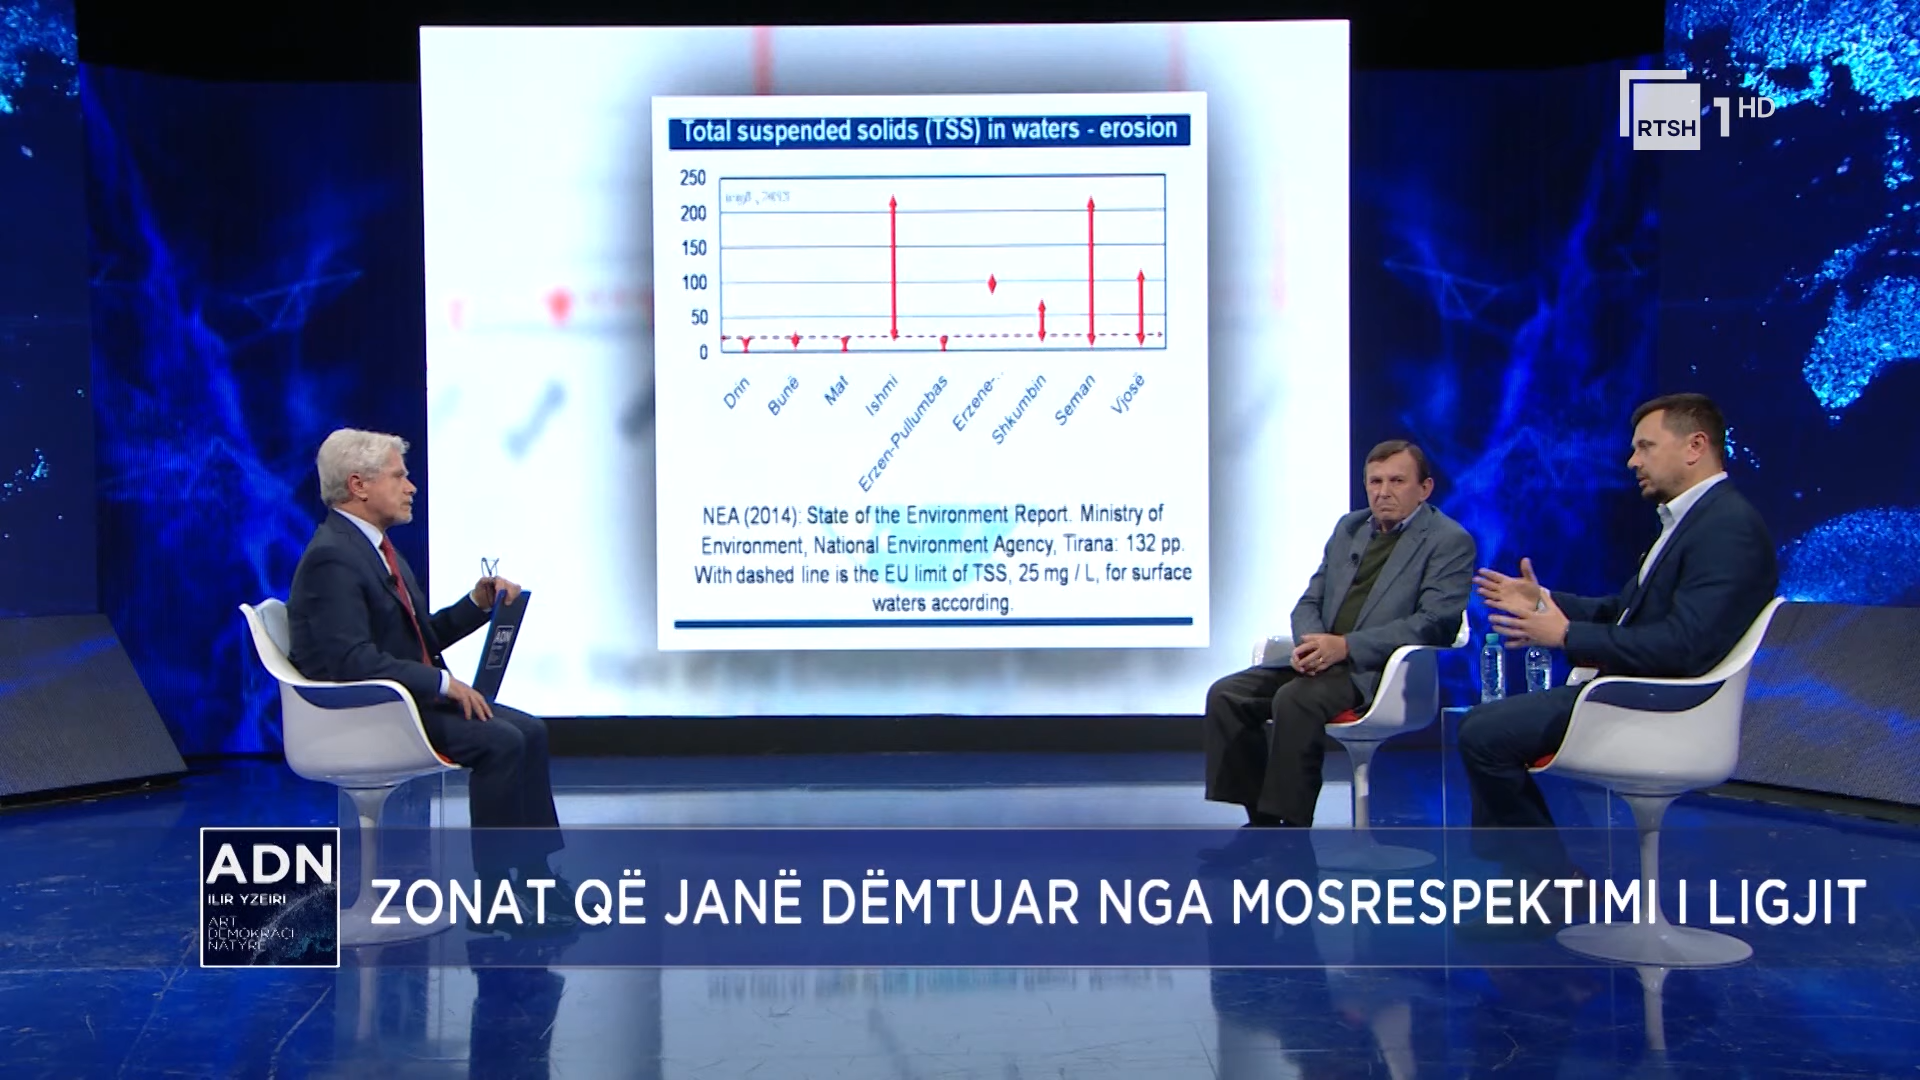 RTSH 1 HD
Total suspended solids (TSS) in waters - erosion
250
200
150
100
50
0
Drin
Bunë
Mat
Ishmi
Erzen-Pullumbas
Erzene-...
Shkumbin
Seman
Vjosë
NEA (2014): State of the Environment Report. Ministry of
Environment, National Environment Agency, Tirana: 132 pp.
With dashed line is the EU limit of TSS, 25 mg / L, for surface
waters according.
ADN
ADN
ILIR YZEIRI
ART
DEMOKRACI
NATYRË
ZONAT QË JANË DËMTUAR NGA MOSRESPEKTIMI I LIGJIT